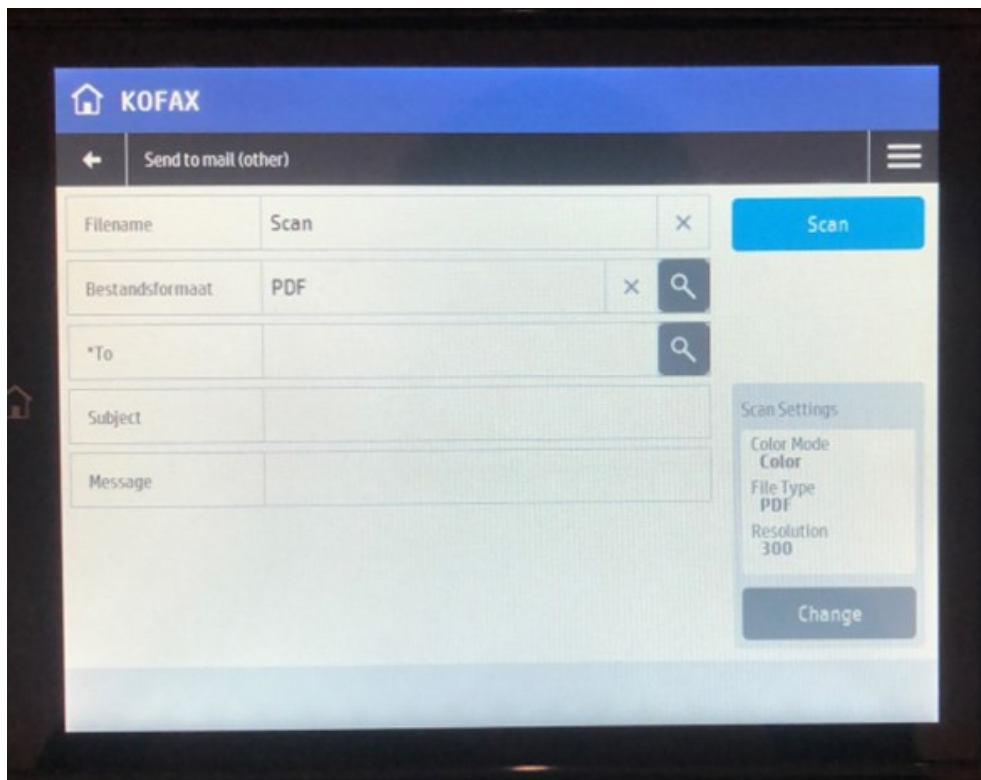 KOFAX
Send to mail (other)
Filename Scan
Scan
Bestandsformaat PDF
*To
Subject
Message
Scan Settings
Color Mode
Color
File Type
PDF
Resolution
300
Change